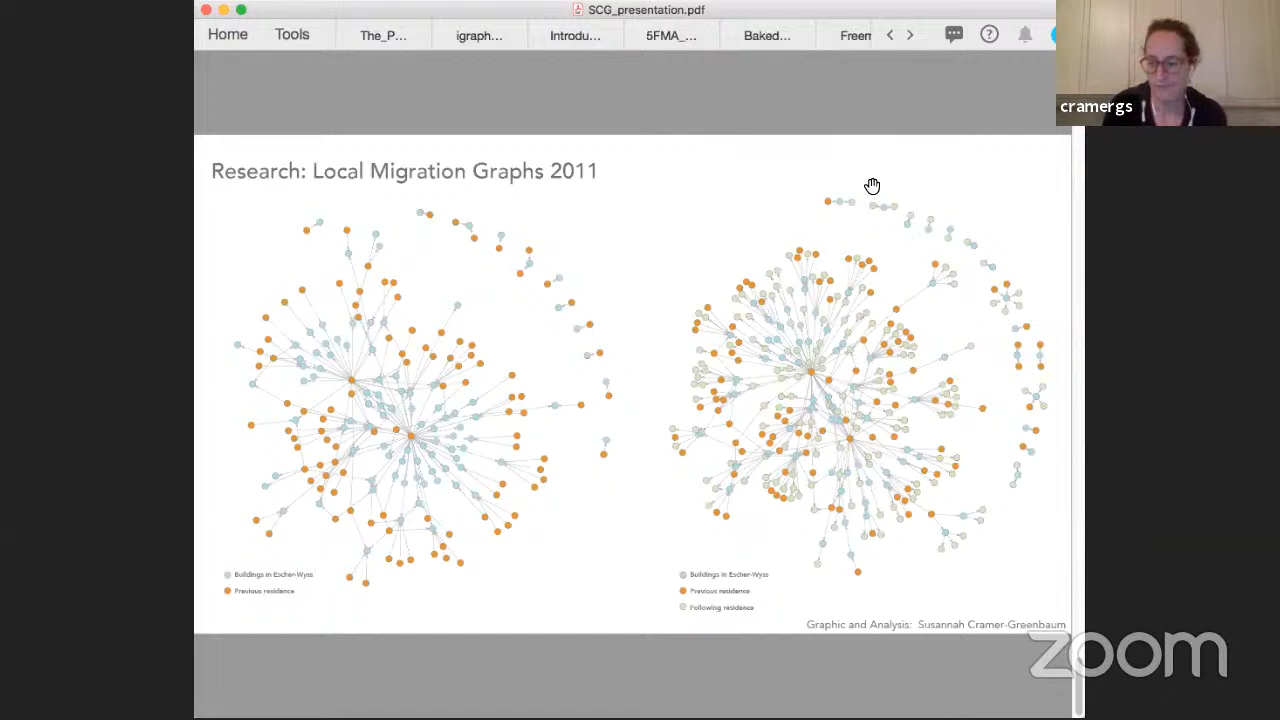 SCG_presentation.pdf
Home Tools The_P... igraph... Introdu... 5FMA_... Baked... Freem
cramergs
Research: Local Migration Graphs 2011
Buildings in Escher-Wyss
Previous residence
Buildings in Escher-Wyss
Previous residence
Following residence
Graphic and Analysis: Susannah Cramer-Greenbaum
zoom